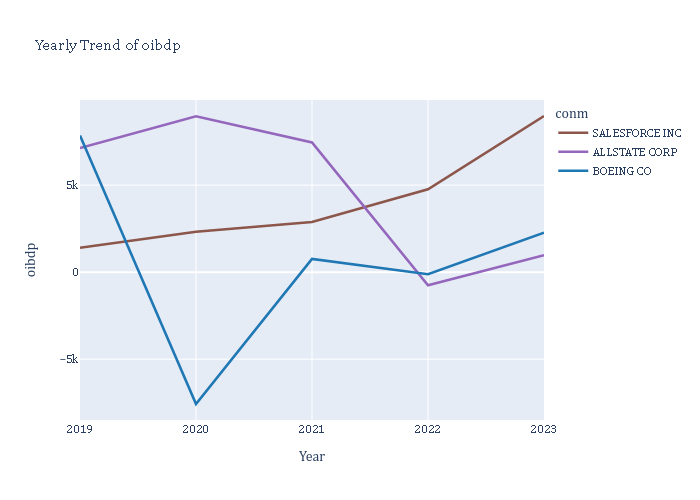 Yearly Trend of oibdp
conm
SALESFORCE INC
ALLSTATE CORP
BOEING CO
5k
0
−5k
oibdp
2019
2020
2021
2022
2023
Year